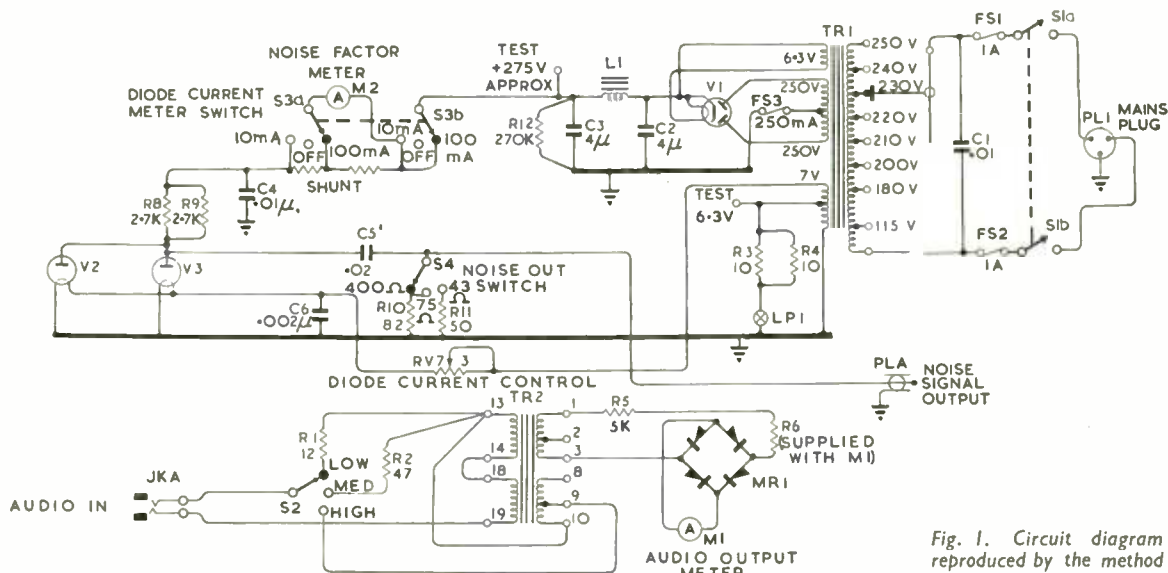 NOISE FACTOR
METER
M2
A
S3a
DIODE CURRENT
METER SWITCH
10mA
OFF
100mA
SHUNT
10mA
OFF
S3b
100
mA
TEST
+275V
APPROX
L1
R12
270K
C3
4μ
C2
4μ
V1
FS3
250mA
6·3V
250V
250V
7V
TR1
250V
240V
230V
220V
210V
200V
180V
115V
FS1
1A
S1a
C1
·01
PL1
MAINS
PLUG
FS2
1A
S1b
R8
2·7K
R9
2·7K
C4
·01μ.
V2
V3
C5'
·02
S4
NOISE OUT
SWITCH
400Ω
75
Ω
43
Ω
R10
82
R11
50
C6
·002μ
TEST
6·3V
R3
10
R4
10
LP1
RV7
3
DIODE CURRENT CONTROL
PLA
NOISE
SIGNAL
OUTPUT
TR2
13
14
18
19
1
2
3
8
9
10
R1
12
R2
47
LOW
MED
HIGH
S2
JKA
AUDIO IN
R5
5K
R6
(SUPPLIED
WITH M1)
MR1
A
M1
AUDIO OUTPUT
METER
Fig. 1. Circuit diagram
reproduced by the method